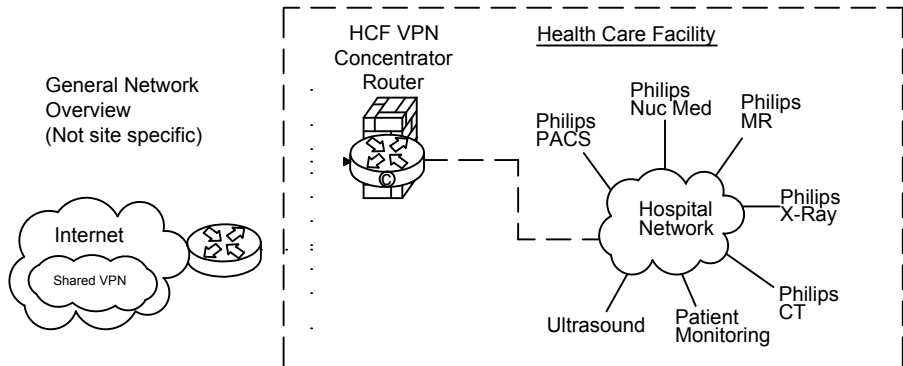 HCF VPN
Concentrator
Router
Health Care Facility
General Network
Overview
(Not site specific)
Philips
PACS
Philips
Nuc Med
Philips
MR
Internet
Shared VPN
C
Hospital
Network
Philips
X-Ray
Philips
CT
Ultrasound
Patient
Monitoring